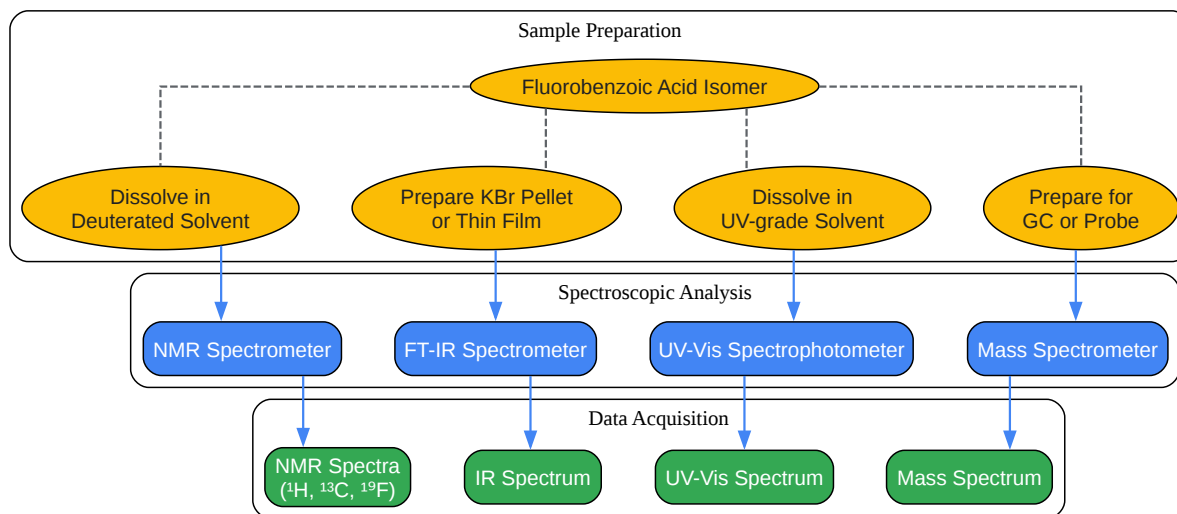 Sample Preparation
Fluorobenzoic Acid Isomer
Dissolve in
Deuterated Solvent
Prepare KBr Pellet
or Thin Film
Dissolve in
UV-grade Solvent
Prepare for
GC or Probe
Spectroscopic Analysis
NMR Spectrometer
FT-IR Spectrometer
UV-Vis Spectrophotometer
Mass Spectrometer
Data Acquisition
NMR Spectra
(¹H, ¹³C, ¹⁹F)
IR Spectrum
UV-Vis Spectrum
Mass Spectrum